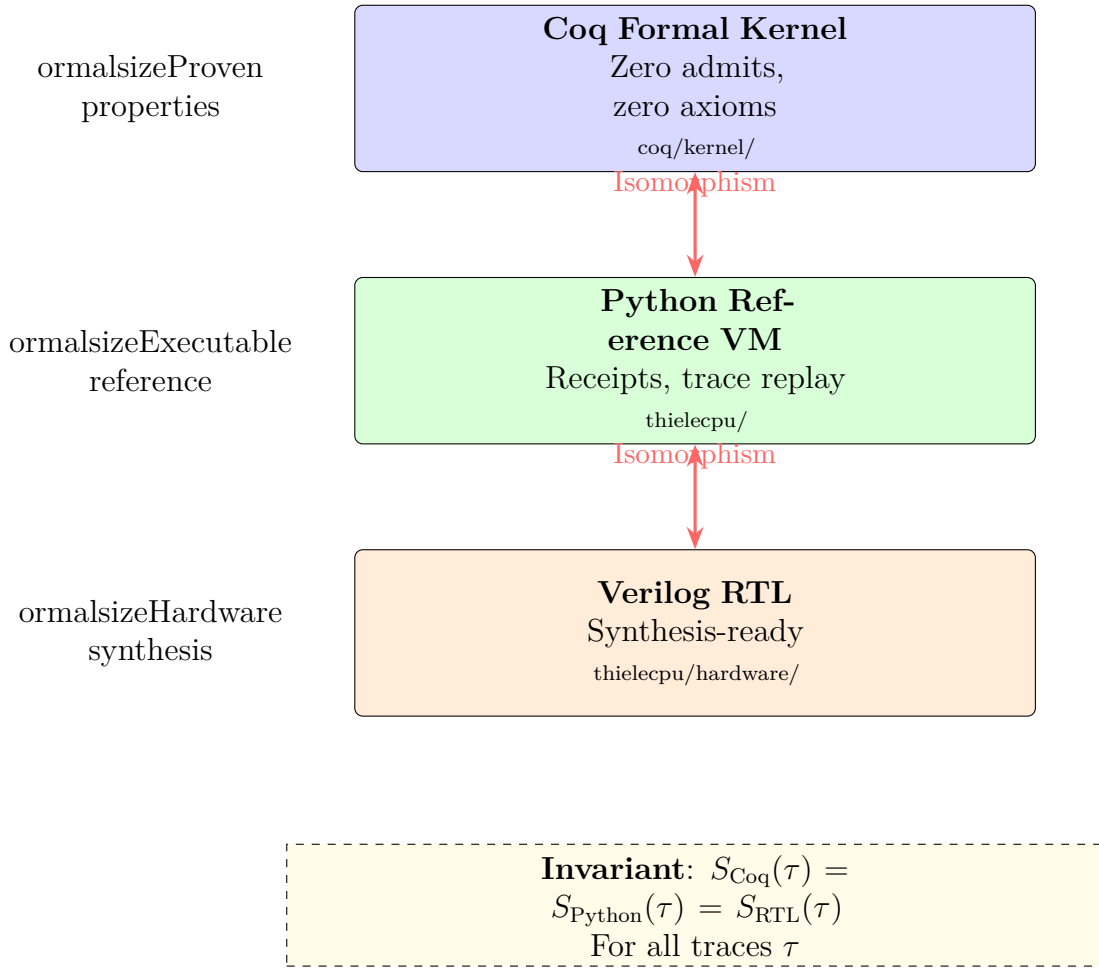 Coq Formal Kernel
Zero admits,
zero axioms
coq/kernel/
ormalsizeProven
properties
Isomorphism
Python Ref-
erence VM
Receipts, trace replay
thielecpu/
ormalsizeExecutable
reference
Isomorphism
Verilog RTL
Synthesis-ready
thielecpu/hardware/
ormalsizeHardware
synthesis
Invariant: S_Coq(τ) =
S_Python(τ) = S_RTL(τ)
For all traces τ